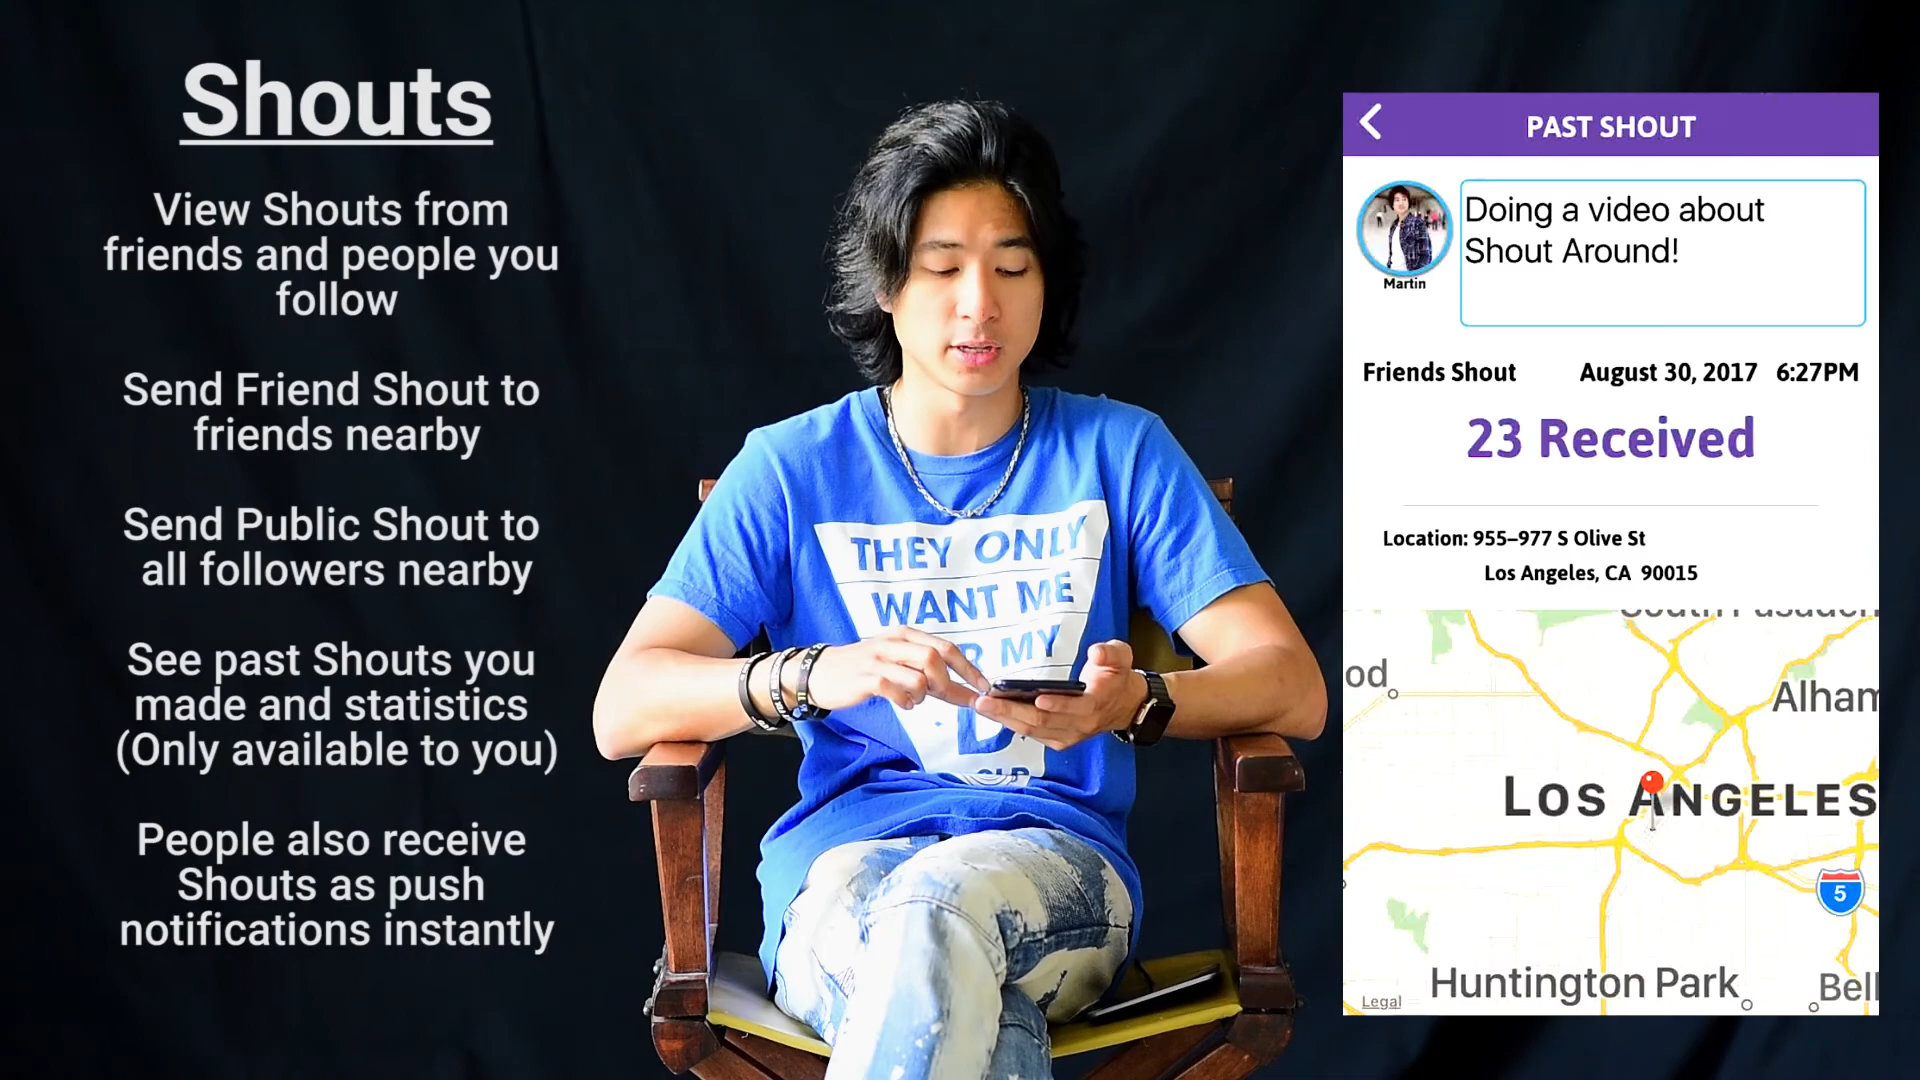 Shouts
View Shouts from
friends and people you
follow
Send Friend Shout to
friends nearby
Send Public Shout to
all followers nearby
See past Shouts you
made and statistics
(Only available to you)
People also receive
Shouts as push
notifications instantly
THEY ONLY
WANT ME
MY
PAST SHOUT
Doing a video about
Shout Around!
Martin
Friends Shout August 30, 2017 6:27PM
23 Received
Location: 955–977 S Olive St
Los Angeles, CA 90015
od
Alham
LOS ANGELES
5
Huntington Park
Bell
Legal